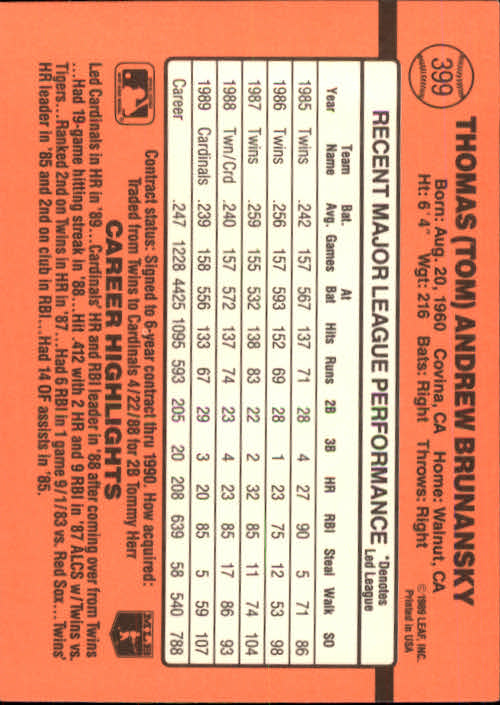 399
THOMAS (TOM) ANDREW BRUNANSKY
Born: Aug. 20, 1960 Covina, CA Home: Walnut, CA
Ht: 6'4" Wgt: 216 Bats: Right Throws: Right
© 1989 LEAF, INC.
Printed in USA
RECENT MAJOR LEAGUE PERFORMANCE *Denotes Led League
Year Team Name Bat. Avg. Games At Bat Hits Runs 2B 3B HR RBI Steal Walk SO
1985 Twins .242 157 567 137 71 28 4 27 90 5 71 86
1986 Twins .256 157 593 152 69 28 1 23 75 12 53 98
1987 Twins .259 155 532 138 83 22 2 32 85 11 74 104
1988 Twn/Crd .240 157 572 137 74 23 4 23 85 17 86 93
1989 Cardinals .239 158 556 133 67 29 3 20 85 5 59 107
Career .247 1228 4425 1095 593 205 20 208 639 58 540 788
Contract status: Signed to 6-year contract thru 1990. How acquired:
Traded from Twins to Cardinals 4/22/88 for 2B Tommy Herr
MLB
CAREER HIGHLIGHTS
Led Cardinals in HR in '89...Cardinals' HR and RBI leader in '88 after coming over from Twins
...Had 19-game hitting streak in '88...Hit .412 with 2 HR and 9 RBI in '87 ALCS w/Twins vs.
Tigers...Ranked 2nd on Twins in HR in '87...Had 6 RBI in 1 game 9/1/83 vs. Red Sox...Twins'
HR leader in '85 and 2nd on club in RBI...Had 14 OF assists in '85.